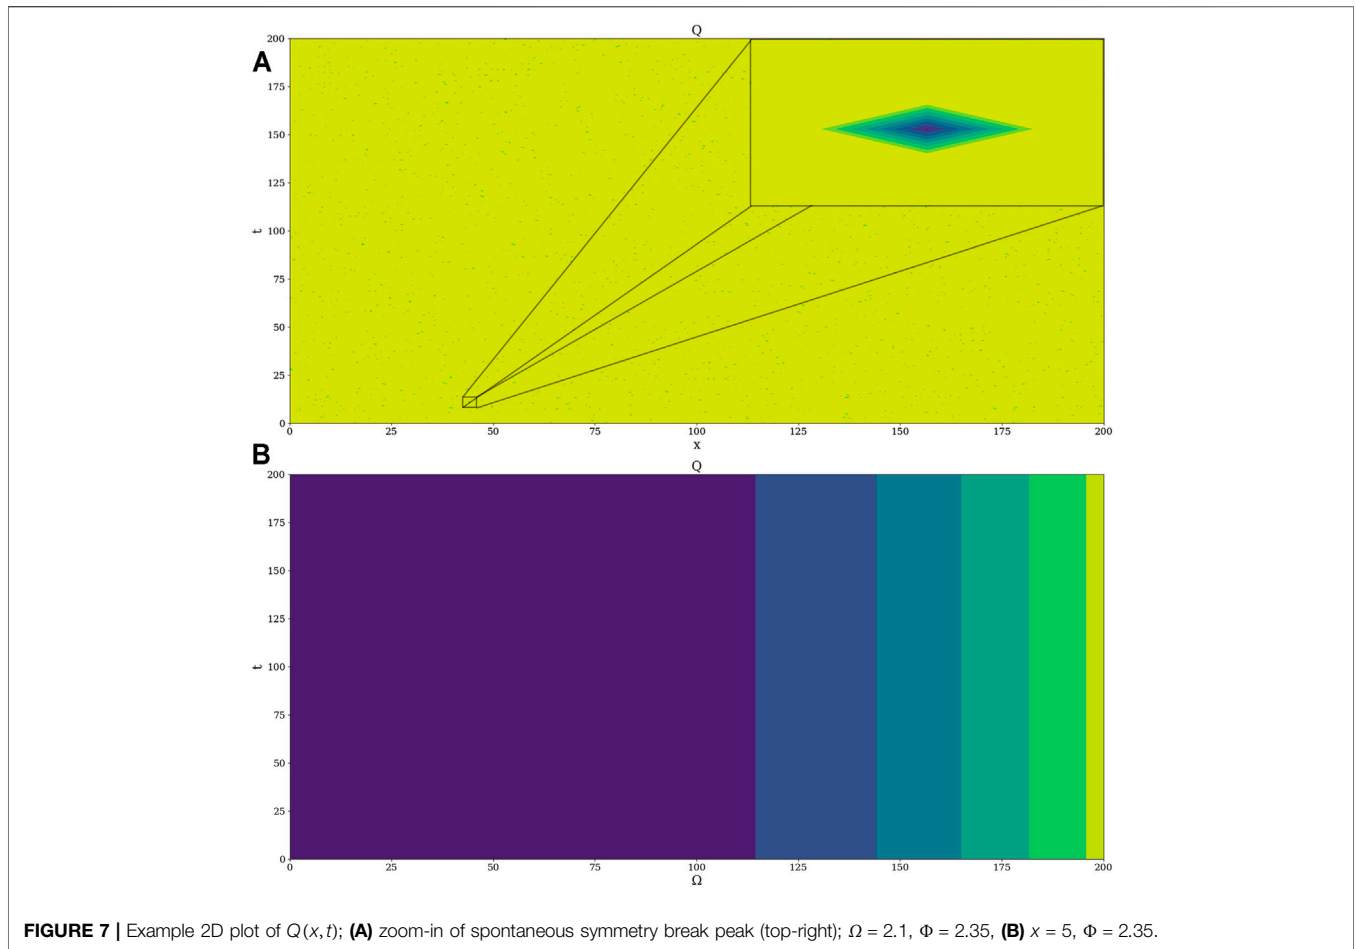 Q
A
200
175
150
125
100
75
50
25
0
t
0 25 50 75 100 125 150 175 200
x
B
Q
200
175
150
125
100
75
50
25
0
t
0 25 50 75 100 125 150 175 200
Ω
FIGURE 7 | Example 2D plot of Q(x,t); (A) zoom-in of spontaneous symmetry break peak (top-right); Ω = 2.1, Φ = 2.35, (B) x = 5, Φ = 2.35.